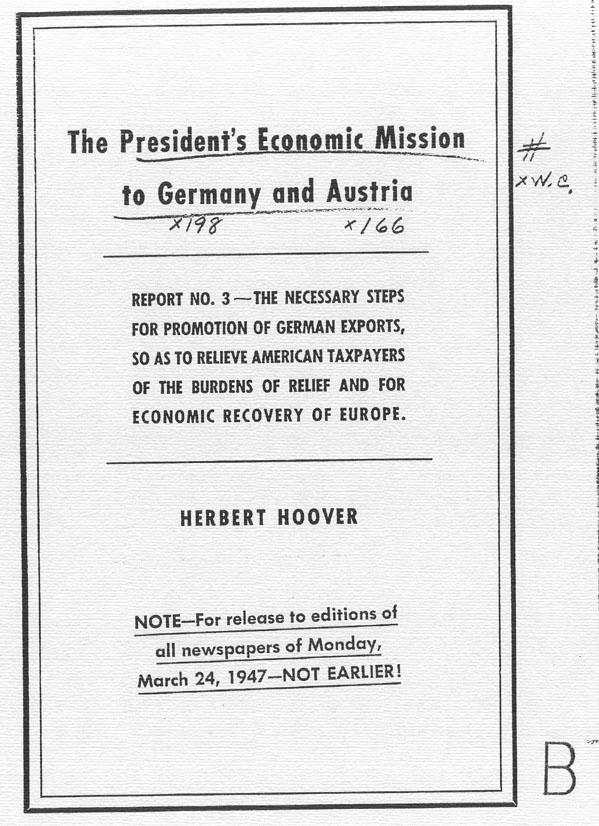 The President's Economic Mission
#
x W.C.
to Germany and Austria
x198 x166
REPORT NO. 3—THE NECESSARY STEPS
FOR PROMOTION OF GERMAN EXPORTS,
SO AS TO RELIEVE AMERICAN TAXPAYERS
OF THE BURDENS OF RELIEF AND FOR
ECONOMIC RECOVERY OF EUROPE.
HERBERT HOOVER
NOTE—For release to editions of
all newspapers of Monday,
March 24, 1947—NOT EARLIER!
B